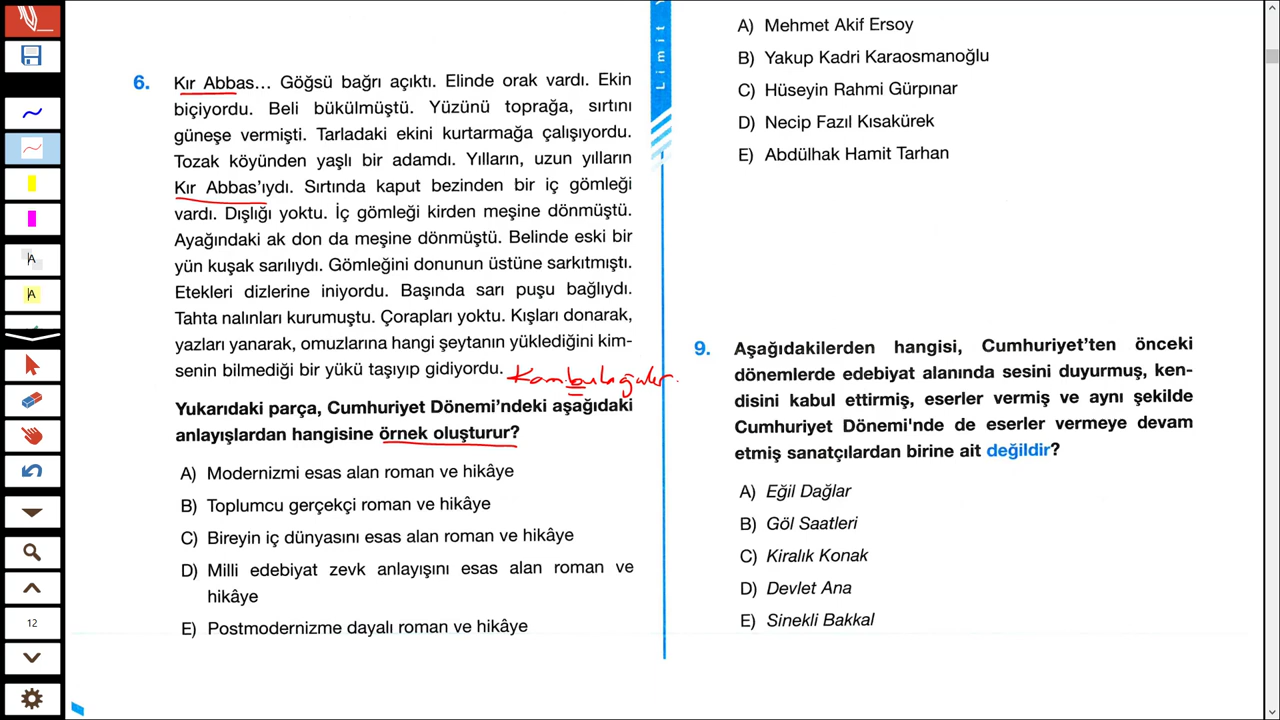 6. Kır Abbas... Göğsü bağrı açıktı. Elinde orak vardı. Ekin
biçiyordu. Beli bükülmüştü. Yüzünü toprağa, sırtını
güneşe vermişti. Tarladaki ekini kurtarmağa çalışıyordu.
Tozak köyünden yaşlı bir adamdı. Yılların, uzun yılların
Kır Abbas'ıydı. Sırtında kaput bezinden bir iç gömleği
vardı. Dışlığı yoktu. İç gömleği kirden meşine dönmüştü.
Ayağındaki ak don da meşine dönmüştü. Belinde eski bir
yün kuşak sarılıydı. Gömleğini donunun üstüne sarkıtmıştı.
Etekleri dizlerine iniyordu. Başında sarı puşu bağlıydı.
Tahta nalınları kurumuştu. Çorapları yoktu. Kışları donarak,
yazları yanarak, omuzlarına hangi şeytanın yüklediğini kim-
senin bilmediği bir yükü taşıyıp gidiyordu.
Yukarıdaki parça, Cumhuriyet Dönemi'ndeki aşağıdaki
anlayışlardan hangisine örnek oluşturur?
A) Modernizmi esas alan roman ve hikâye
B) Toplumcu gerçekçi roman ve hikâye
C) Bireyin iç dünyasını esas alan roman ve hikâye
D) Milli edebiyat zevk anlayışını esas alan roman ve
hikâye
E) Postmodernizme dayalı roman ve hikâye
Limit
A) Mehmet Akif Ersoy
B) Yakup Kadri Karaosmanoğlu
C) Hüseyin Rahmi Gürpınar
D) Necip Fazıl Kısakürek
E) Abdülhak Hamit Tarhan
9. Aşağıdakilerden hangisi, Cumhuriyet'ten önceki
dönemlerde edebiyat alanında sesini duyurmuş, ken-
disini kabul ettirmiş, eserler vermiş ve aynı şekilde
Cumhuriyet Dönemi'nde de eserler vermeye devam
etmiş sanatçılardan birine ait değildir?
A) Eğil Dağlar
B) Göl Saatleri
C) Kiralık Konak
D) Devlet Ana
E) Sinekli Bakkal
A
A
12